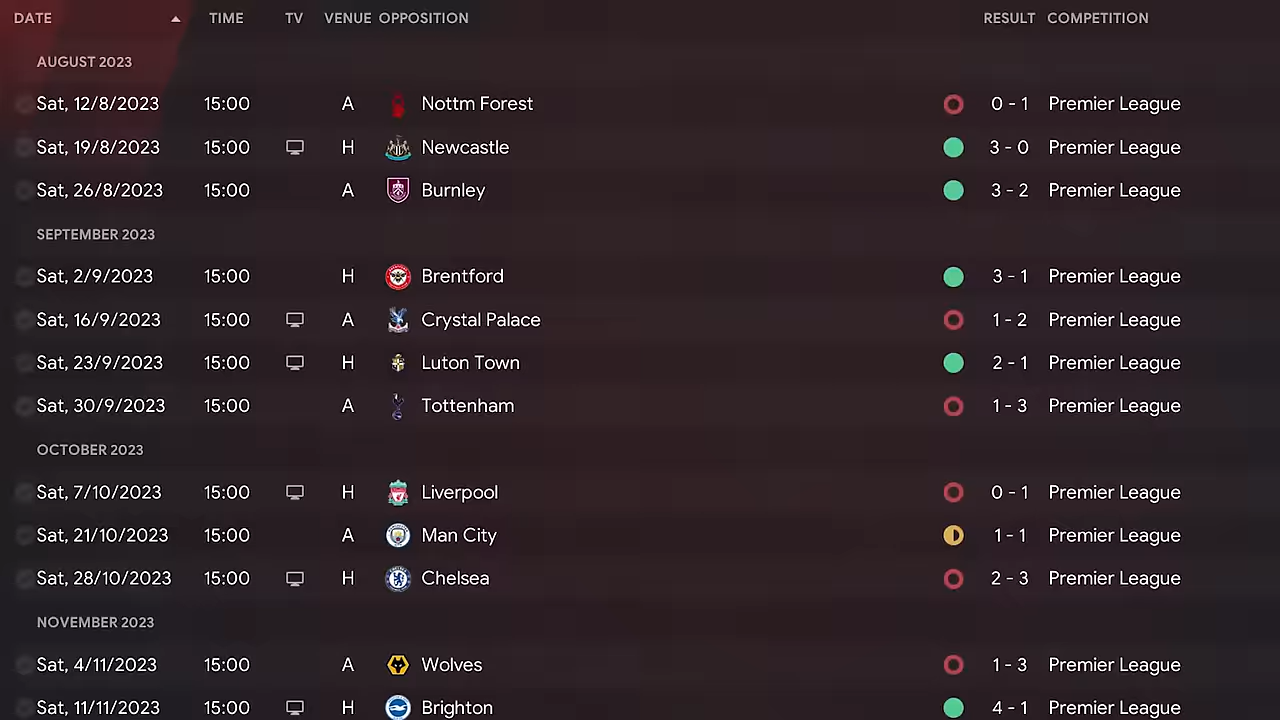 DATE TIME TV VENUE OPPOSITION RESULT COMPETITION
AUGUST 2023
Sat, 12/8/2023 15:00 A Nottm Forest 0 - 1 Premier League
Sat, 19/8/2023 15:00 H Newcastle 3 - 0 Premier League
Sat, 26/8/2023 15:00 A Burnley 3 - 2 Premier League
SEPTEMBER 2023
Sat, 2/9/2023 15:00 H Brentford 3 - 1 Premier League
Sat, 16/9/2023 15:00 A Crystal Palace 1 - 2 Premier League
Sat, 23/9/2023 15:00 H Luton Town 2 - 1 Premier League
Sat, 30/9/2023 15:00 A Tottenham 1 - 3 Premier League
OCTOBER 2023
Sat, 7/10/2023 15:00 H Liverpool 0 - 1 Premier League
Sat, 21/10/2023 15:00 A Man City 1 - 1 Premier League
Sat, 28/10/2023 15:00 H Chelsea 2 - 3 Premier League
NOVEMBER 2023
Sat, 4/11/2023 15:00 A Wolves 1 - 3 Premier League
Sat, 11/11/2023 15:00 H Brighton 4 - 1 Premier League